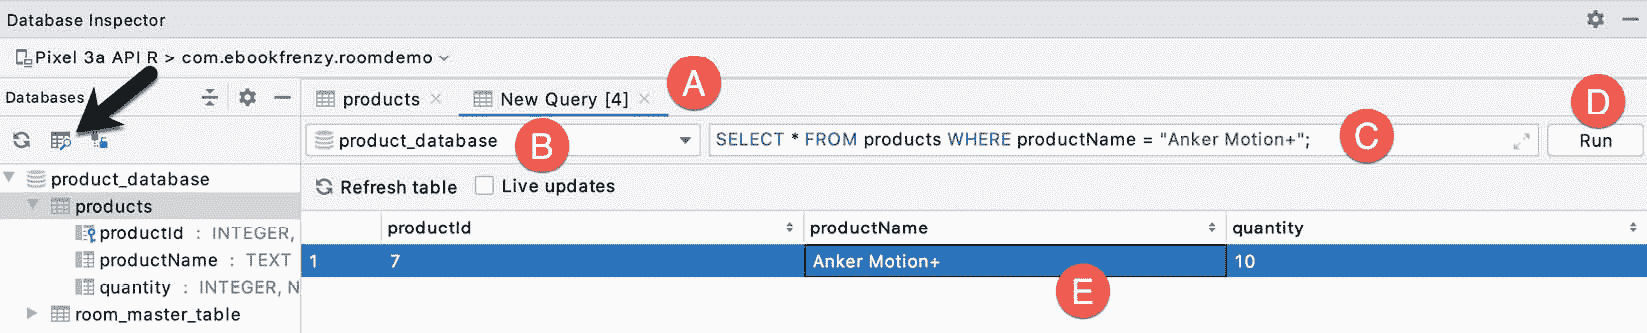 Database Inspector
Pixel 3a API R > com.ebookfrenzy.roomdemo
Databases
products
New Query [4]
A
product_database
B
SELECT * FROM products WHERE productName = "Anker Motion+";
C
D
Run
Refresh table
Live updates
product_database
products
productId : INTEGER,
productName : TEXT
quantity : INTEGER, N
room_master_table
productId productName quantity
1 7 Anker Motion+ 10
E